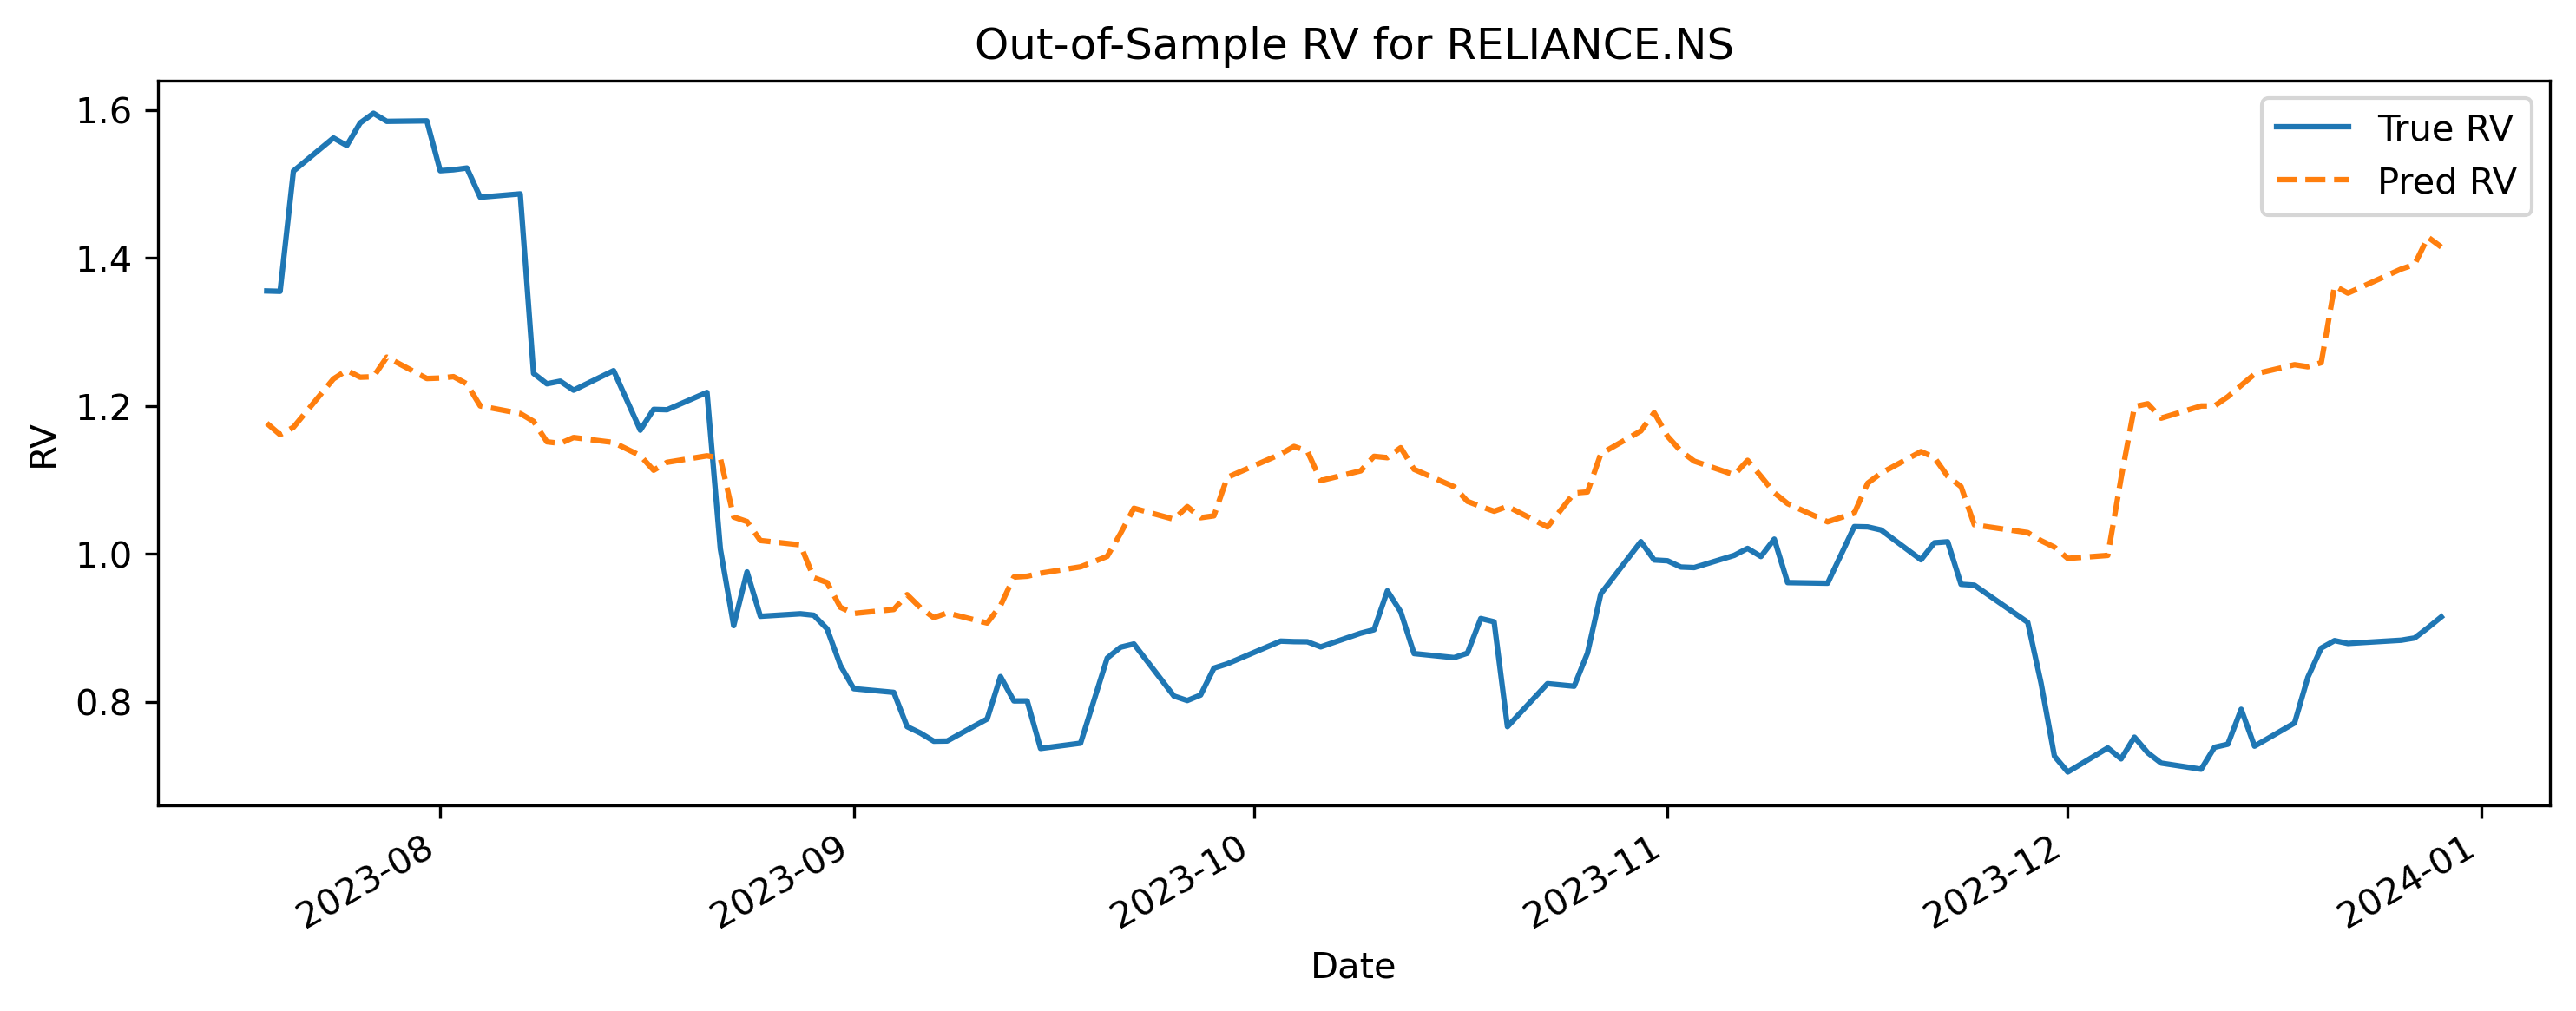 Out-of-Sample RV for RELIANCE.NS
True RV
Pred RV
1.6
1.4
1.2
1.0
0.8
RV
2023-08
2023-09
2023-10
2023-11
2023-12
2024-01
Date